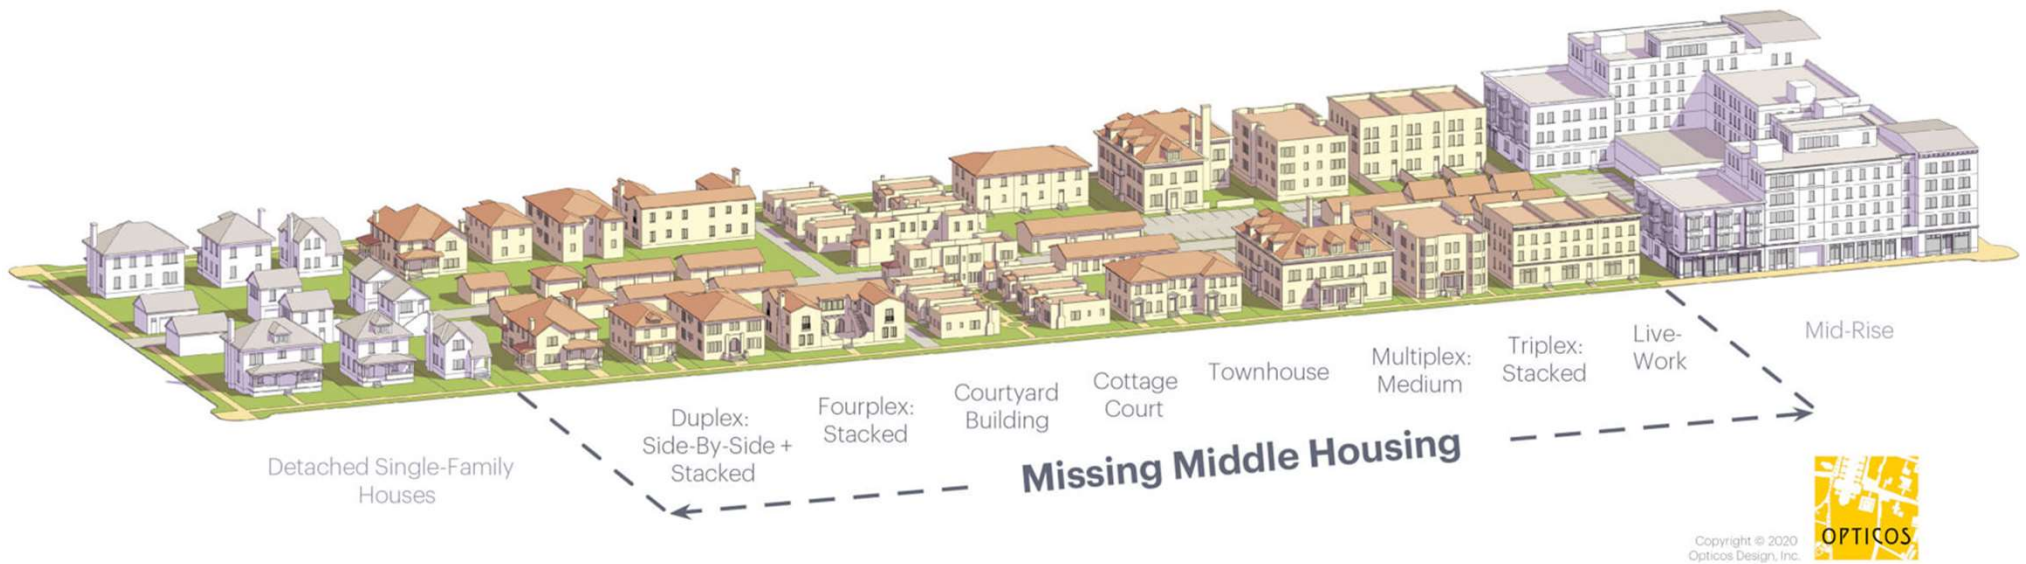 Detached Single-Family
Houses
Duplex:
Side-By-Side +
Stacked
Fourplex:
Stacked
Courtyard
Building
Cottage
Court
Townhouse
Multiplex:
Medium
Triplex:
Stacked
Live-
Work
Mid-Rise
Missing Middle Housing
Copyright © 2020
Opticos Design, Inc.
OPTICOS